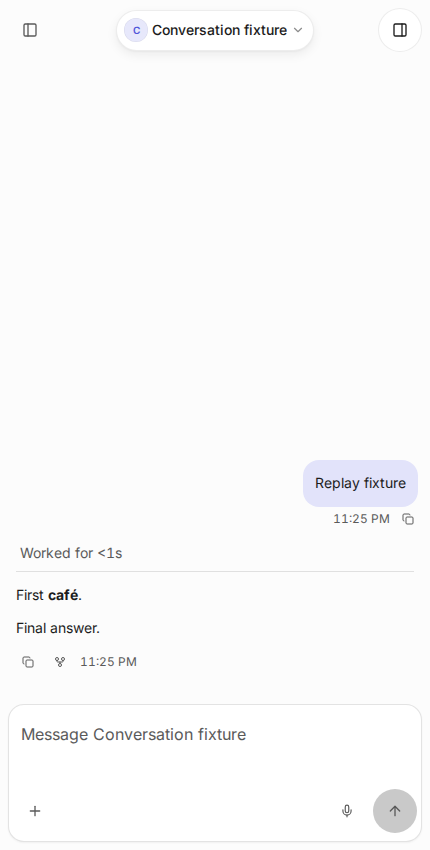 C Conversation fixture
Replay fixture
11:25 PM
Worked for <1s
First café.
Final answer.
11:25 PM
Message Conversation fixture